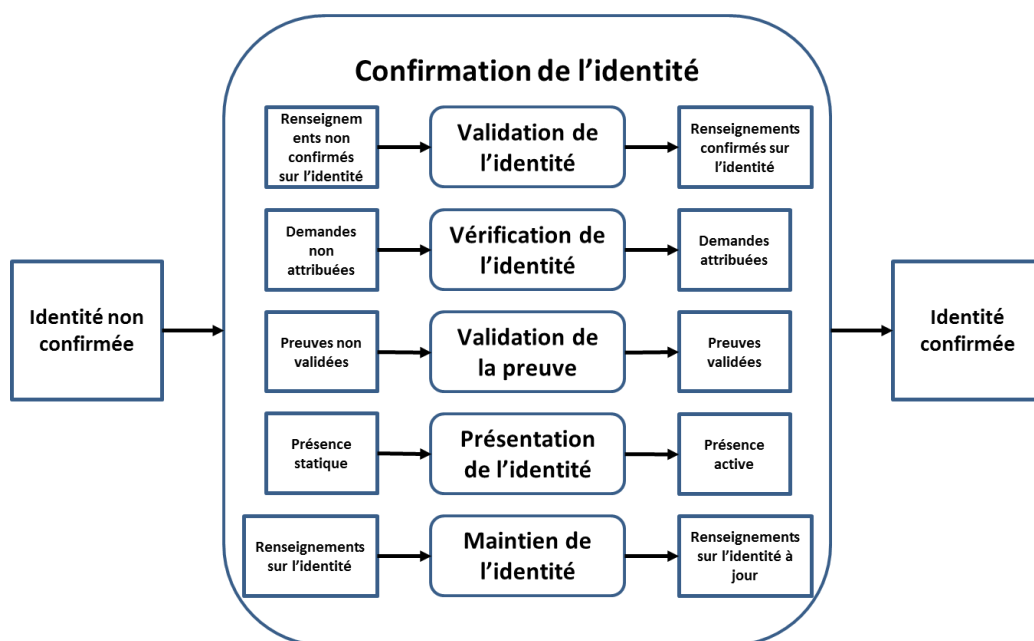 Confirmation de l’identité
Renseignem
ents non
confirmés
sur l’identité
Validation de
l’identité
Renseignements
confirmés sur
l’identité
Demandes
non
attribuées
Vérification de
l’identité
Demandes
attribuées
Identité non
confirmée
Preuves non
validées
Validation de
la preuve
Preuves
validées
Identité
confirmée
Présence
statique
Présentation
de l’identité
Présence
active
Renseignements
sur l’identité
Maintien de
l’identité
Renseignements
sur l’identité à
jour